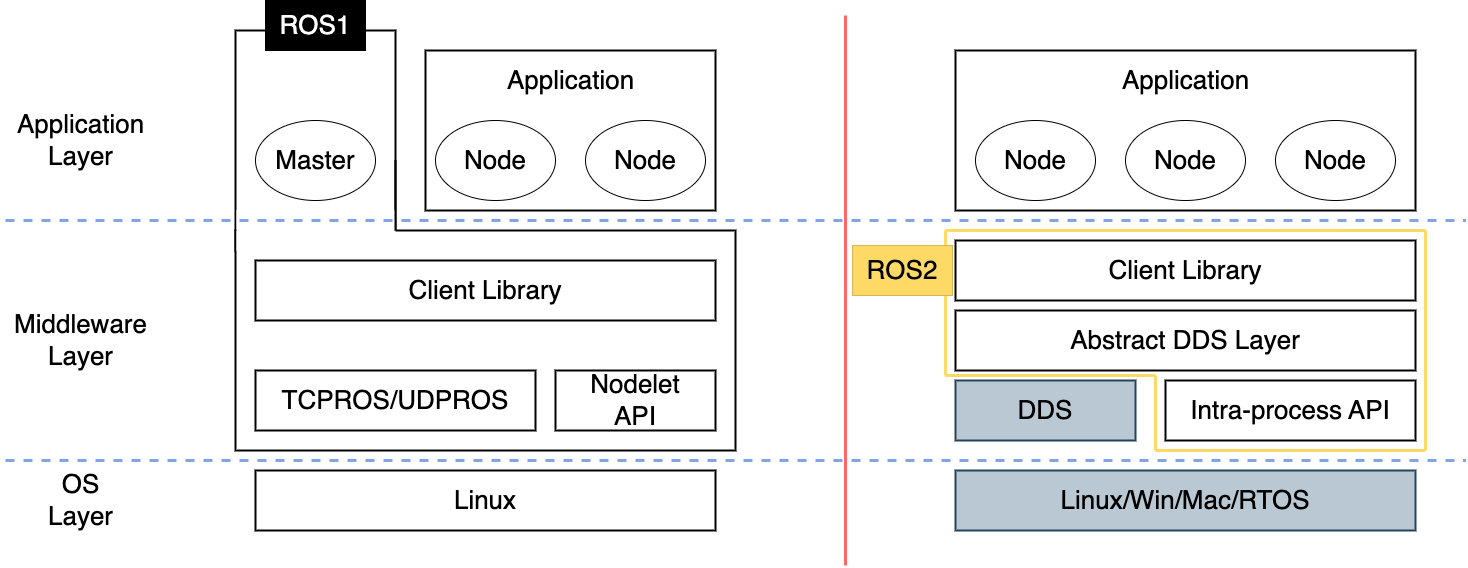 ROS1
Application
Layer
Master
Application
Node
Node
Application
Node
Node
Node
Middleware
Layer
Client Library
TCPROS/UDPROS
Nodelet
API
ROS2
Client Library
Abstract DDS Layer
DDS
Intra-process API
OS
Layer
Linux
Linux/Win/Mac/RTOS